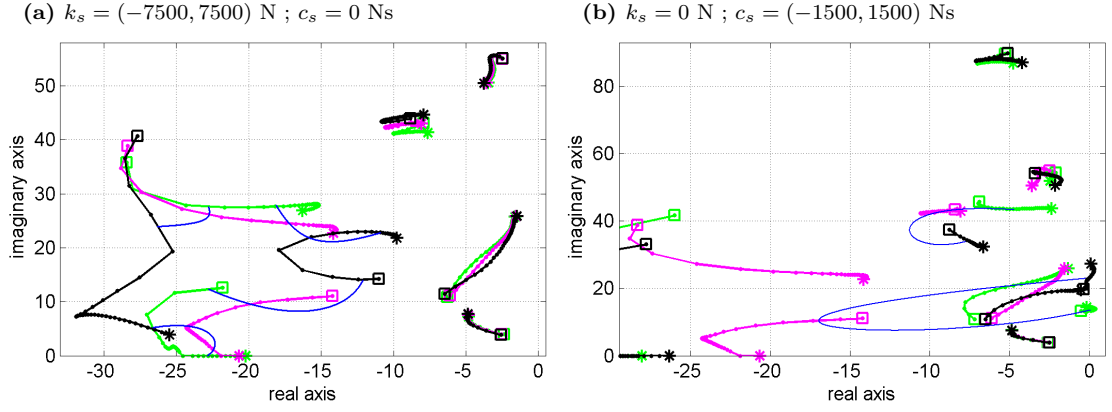 (a) k_s = (−7500, 7500) N ; c_s = 0 Ns
(b) k_s = 0 N ; c_s = (−1500, 1500) Ns
50
40
30
20
10
0
imaginary axis
-30 -25 -20 -15 -10 -5 0
real axis
80
60
40
20
0
imaginary axis
-25 -20 -15 -10 -5 0
real axis